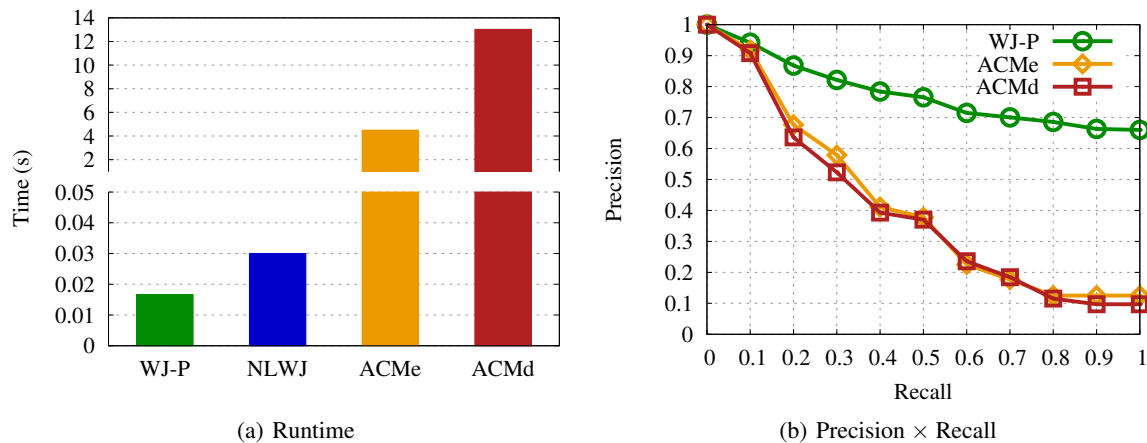 14
12
10
8
6
4
2
0.05
0.04
0.03
0.02
0.01
0
Time (s)
WJ-P NLWJ ACMe ACMd
(a) Runtime
1
0.9
0.8
0.7
0.6
0.5
0.4
0.3
0.2
0.1
0
Precision
WJ-P
ACMe
ACMd
0 0.1 0.2 0.3 0.4 0.5 0.6 0.7 0.8 0.9 1
Recall
(b) Precision × Recall